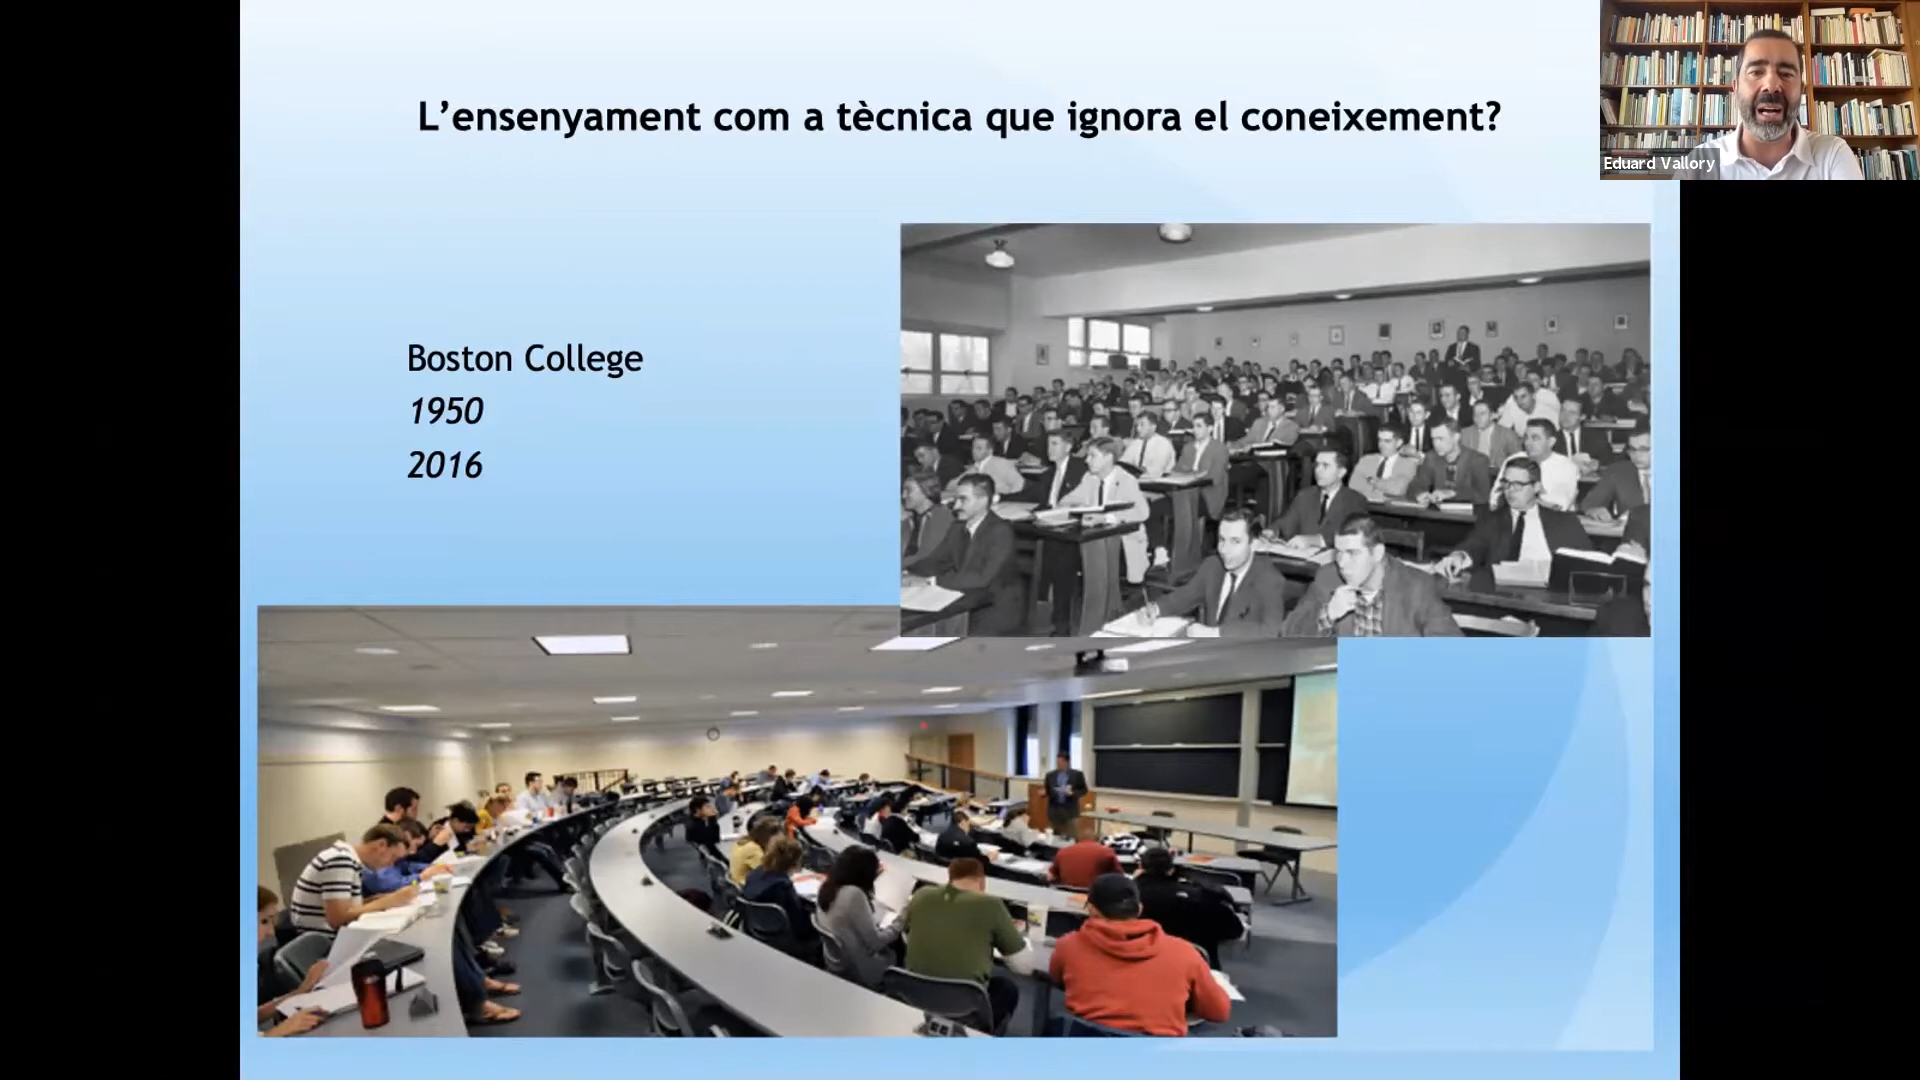 L’ensenyament com a tècnica que ignora el coneixement?
Eduard Vallory
Boston College
1950
2016